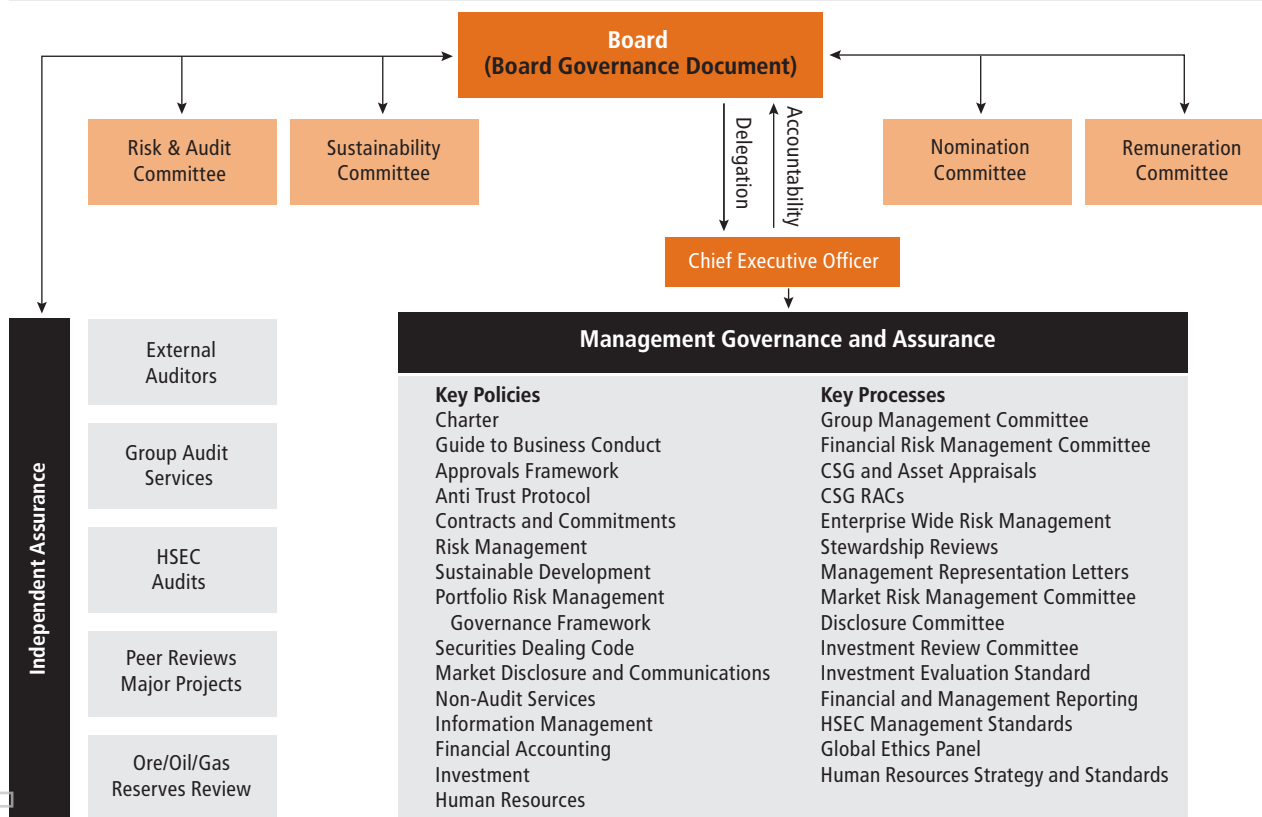 Board
(Board Governance Document)
Risk & Audit
Committee
Sustainability
Committee
Delegation
Accountability
Nomination
Committee
Remuneration
Committee
Chief Executive Officer
Independent Assurance
External
Auditors
Group Audit
Services
HSEC
Audits
Peer Reviews
Major Projects
Ore/Oil/Gas
Reserves Review
Management Governance and Assurance
Key Policies
Charter
Guide to Business Conduct
Approvals Framework
Anti Trust Protocol
Contracts and Commitments
Risk Management
Sustainable Development
Portfolio Risk Management
Governance Framework
Securities Dealing Code
Market Disclosure and Communications
Non-Audit Services
Information Management
Financial Accounting
Investment
Human Resources
Key Processes
Group Management Committee
Financial Risk Management Committee
CSG and Asset Appraisals
CSG RACs
Enterprise Wide Risk Management
Stewardship Reviews
Management Representation Letters
Market Risk Management Committee
Disclosure Committee
Investment Review Committee
Investment Evaluation Standard
Financial and Management Reporting
HSEC Management Standards
Global Ethics Panel
Human Resources Strategy and Standards